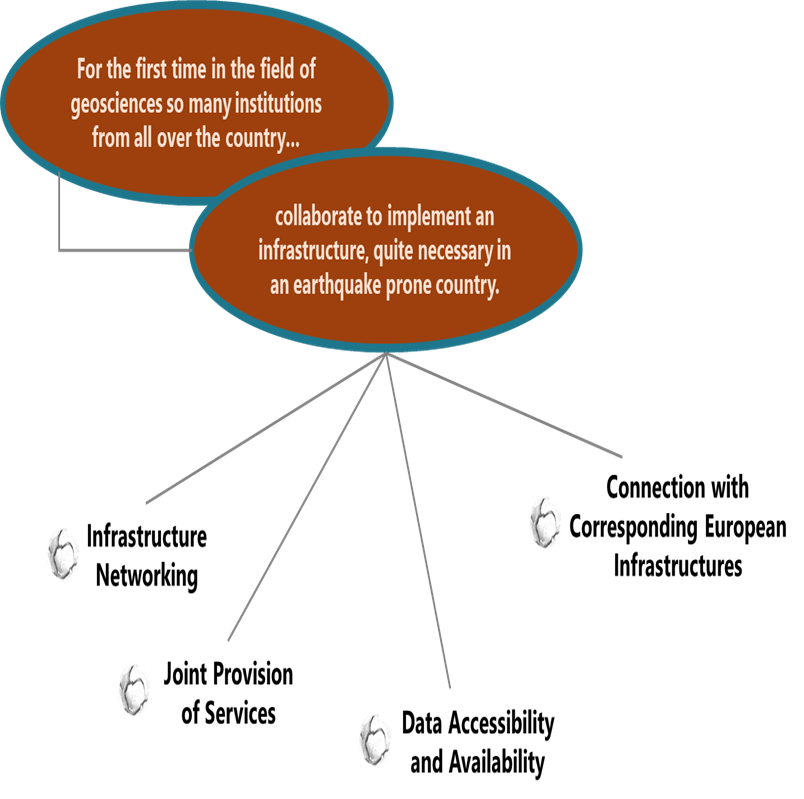 For the first time in the field of
geosciences so many institutions
from all over the country...
collaborate to implement an
infrastructure, quite necessary in
an earthquake prone country.
Infrastructure
Networking
Joint Provision
of Services
Data Accessibility
and Availability
Connection with
Corresponding European
Infrastructures